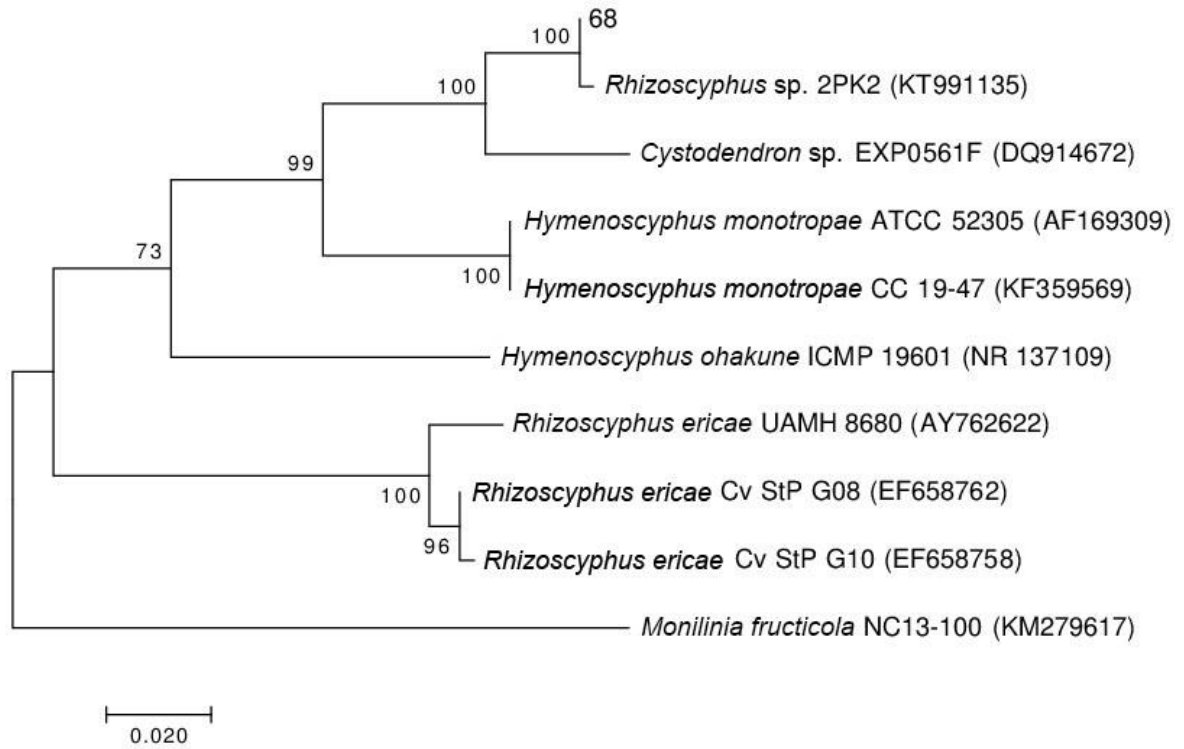 68
100
Rhizoscyphus sp. 2PK2 (KT991135)
100
Cystodendron sp. EXP0561F (DQ914672)
99
Hymenoscyphus monotropae ATCC 52305 (AF169309)
73
100
Hymenoscyphus monotropae CC 19-47 (KF359569)
Hymenoscyphus ohakune ICMP 19601 (NR 137109)
Rhizoscyphus ericae UAMH 8680 (AY762622)
100
Rhizoscyphus ericae Cv StP G08 (EF658762)
96
Rhizoscyphus ericae Cv StP G10 (EF658758)
Monilinia fructicola NC13-100 (KM279617)
0.020